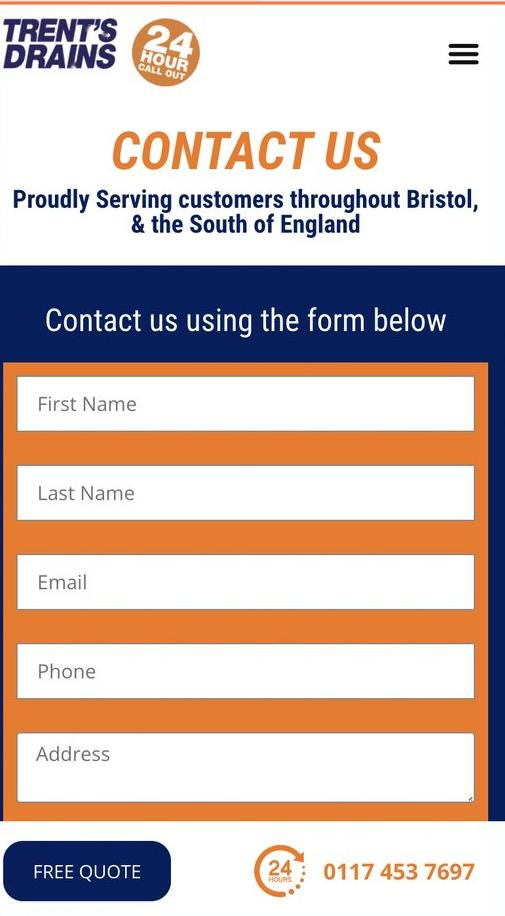 TRENT'S
DRAINS
24
HOUR
CALL OUT
CONTACT US
Proudly Serving customers throughout Bristol,
& the South of England
Contact us using the form below
First Name
Last Name
Email
Phone
Address
FREE QUOTE
24
HOURS
0117 453 7697